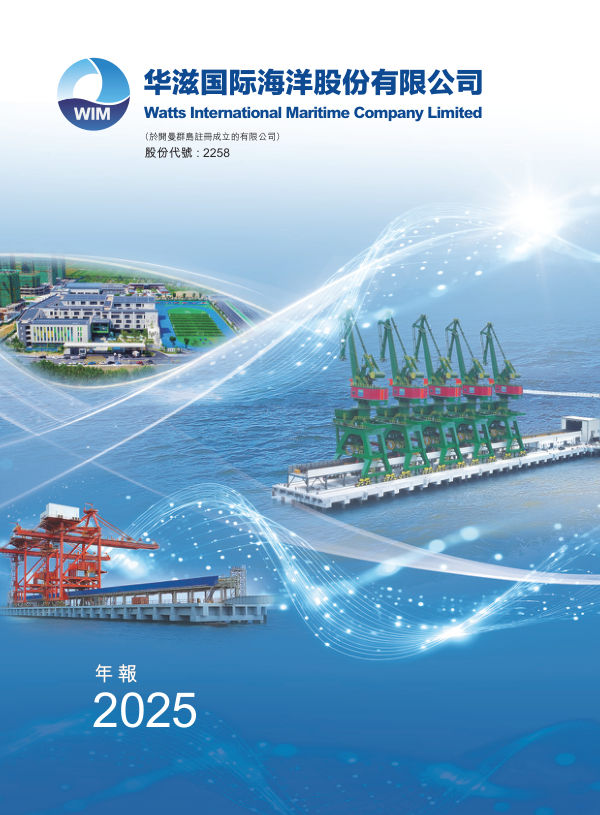 WIM
华滋国际海洋股份有限公司
Watts International Maritime Company Limited
（於開曼群島註冊成立的有限公司）
股份代號：2258
年報
2025